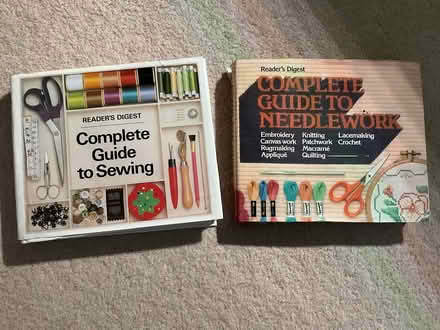 READER'S DIGEST
Complete
Guide
to Sewing
Reader's Digest
COMPLETE
GUIDE TO
NEEDLEWORK
Embroidery Knitting Lacemaking
Canvas work Patchwork Crochet
Rugmaking Macramé
Appliqué Quilting